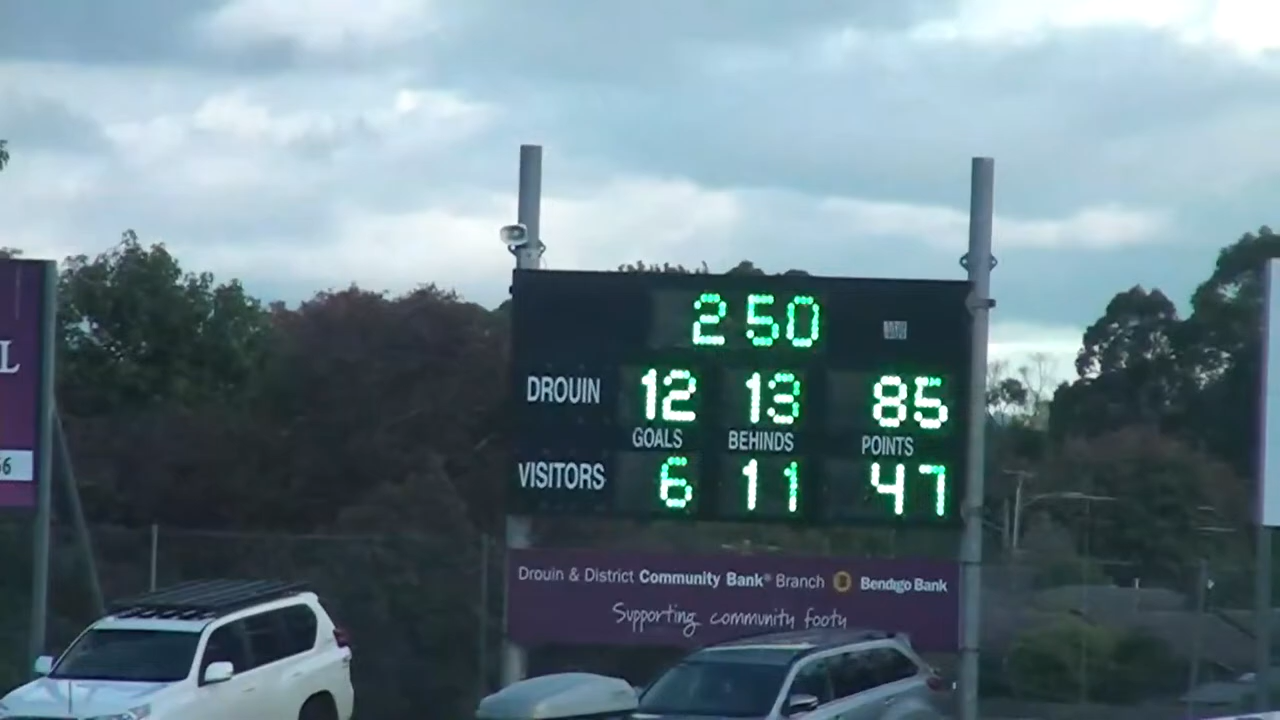 2 50
DROUIN 12 13 85
GOALS BEHINDS POINTS
VISITORS 6 11 47
L
66
Drouin & District Community Bank® Branch Bendigo Bank
Supporting community footy